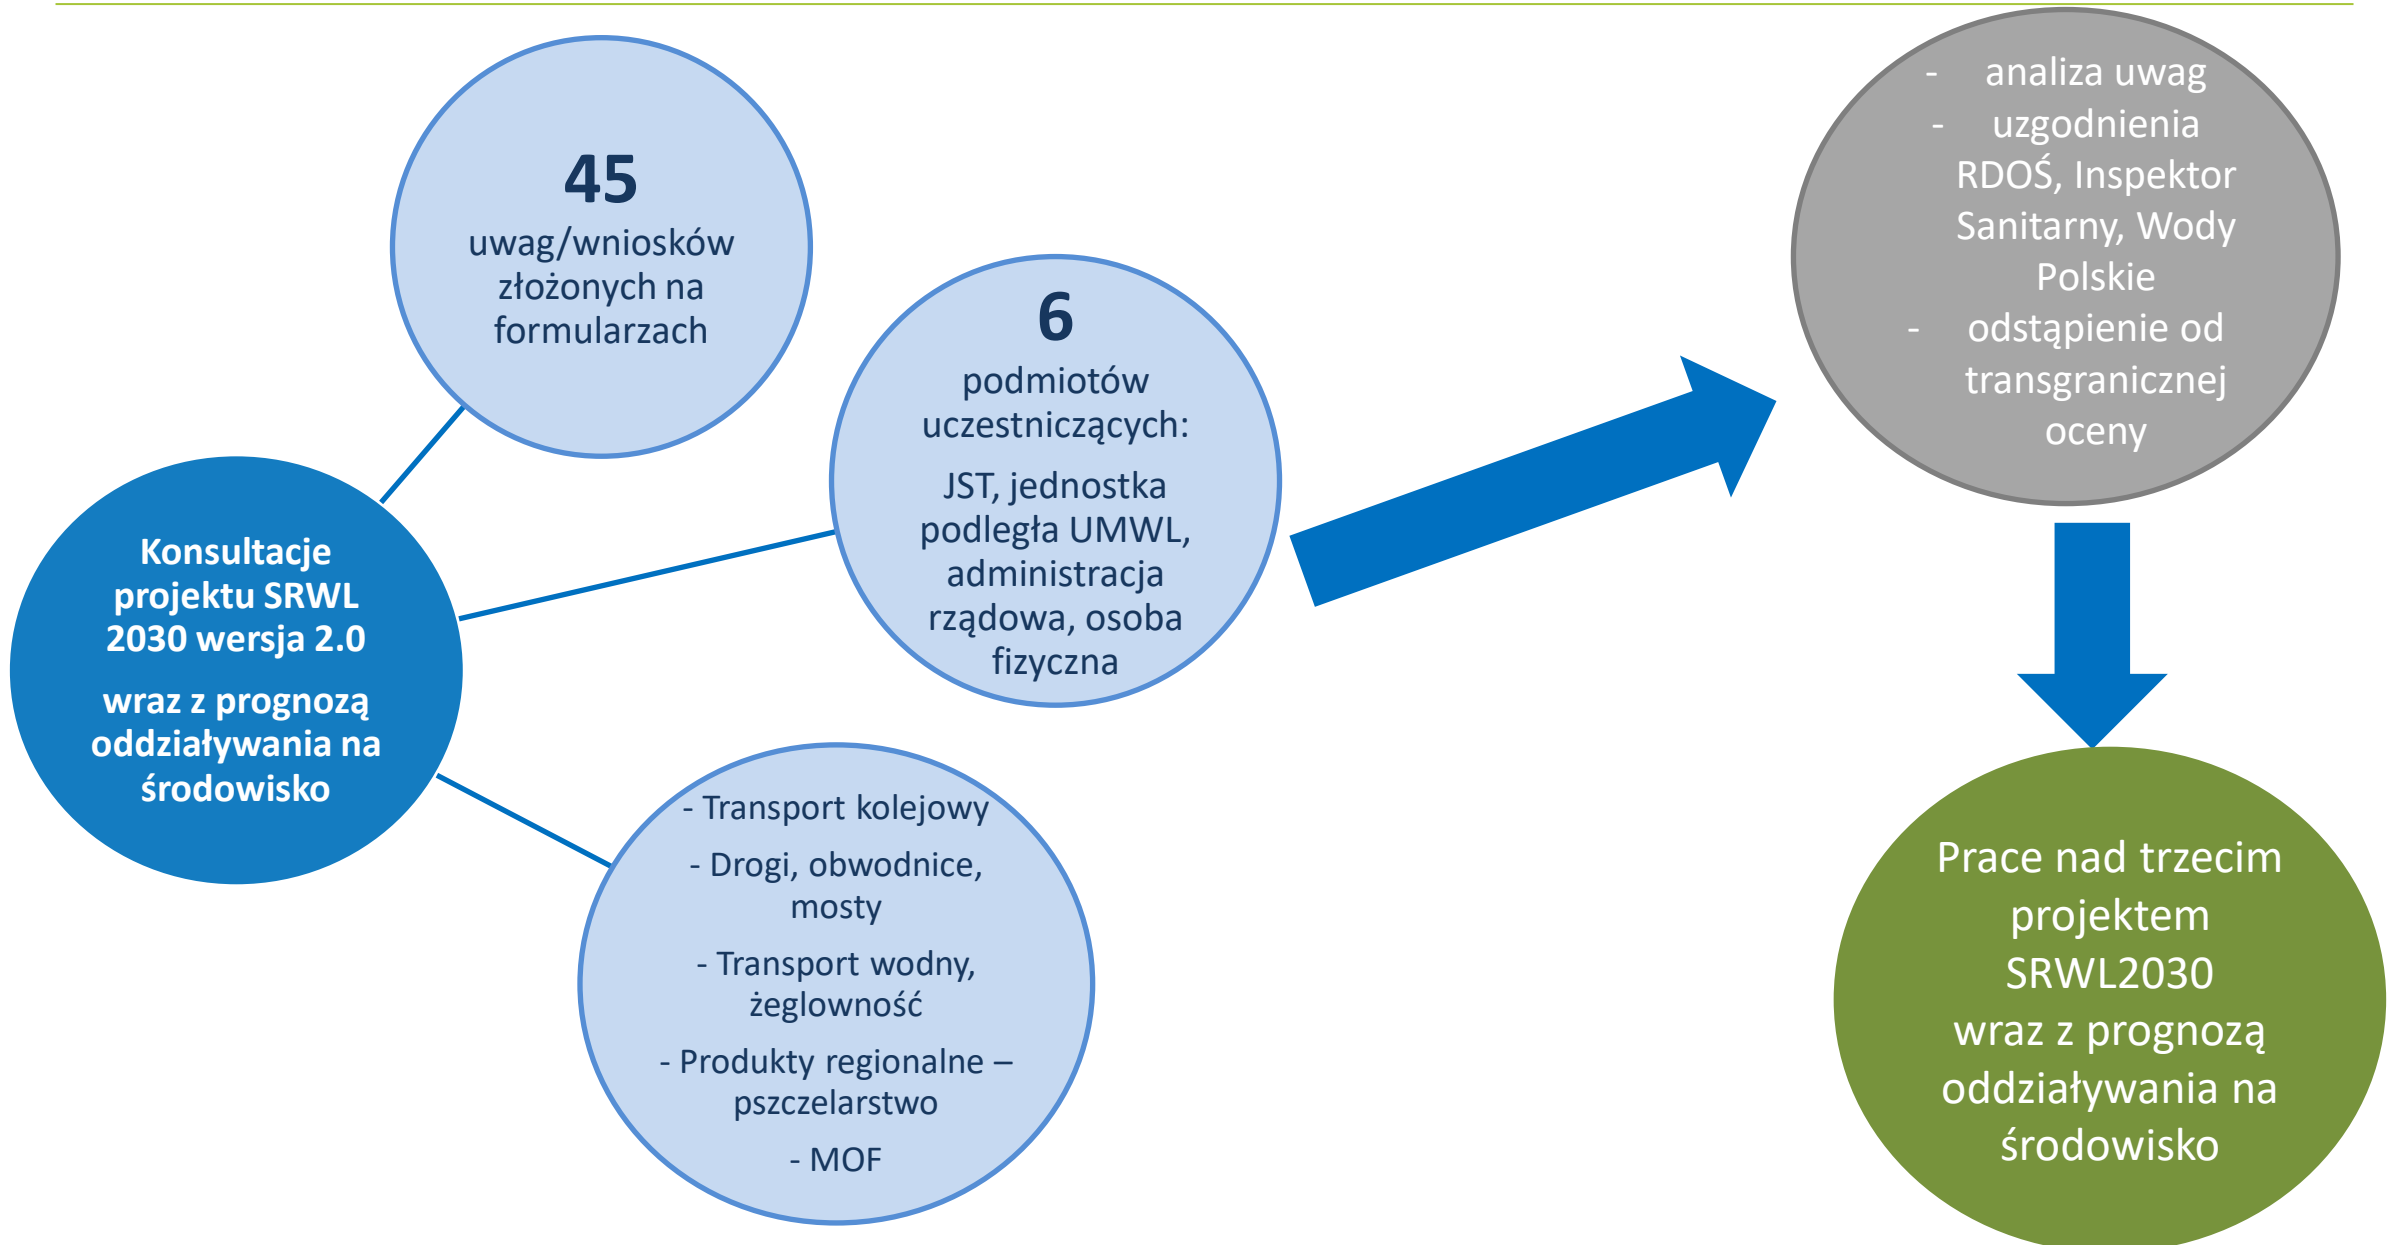 45
uwag/wniosków
złożonych na
formularzach
6
podmiotów
uczestniczących:
JST, jednostka
podległa UMWL,
administracja
rządowa, osoba
fizyczna
Konsultacje
projektu SRWL
2030 wersja 2.0
wraz z prognozą
oddziaływania na
środowisko
- Transport kolejowy
- Drogi, obwodnice,
mosty
- Transport wodny,
żeglowność
- Produkty regionalne –
pszczelarstwo
- MOF
- analiza uwag
- uzgodnienia
RDOŚ, Inspektor
Sanitarny, Wody
Polskie
- odstąpienie od
transgranicznej
oceny
Prace nad trzecim
projektem
SRWL2030
wraz z prognozą
oddziaływania na
środowisko